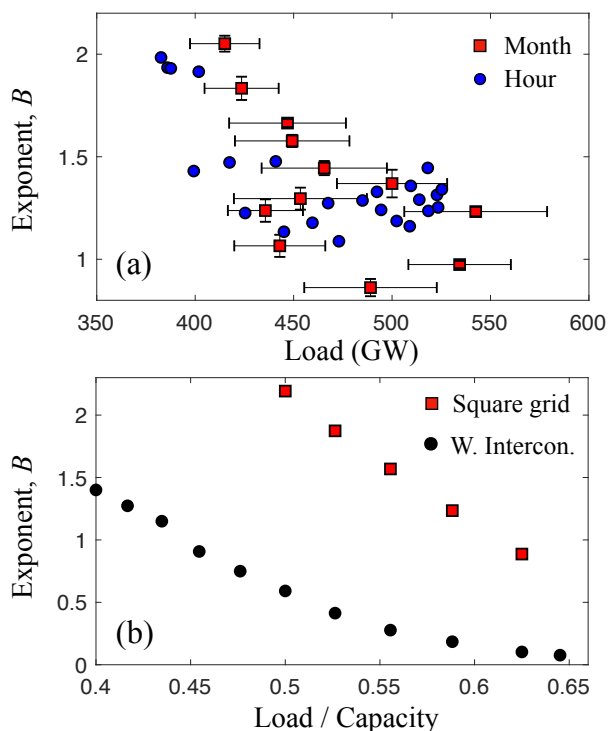 2
1.5
1
Exponent, B
Month
Hour
(a)
350 400 450 500 550 600
Load (GW)
2
1.5
1
0.5
0
Exponent, B
Square grid
W. Intercon.
(b)
0.4 0.45 0.5 0.55 0.6 0.65
Load / Capacity